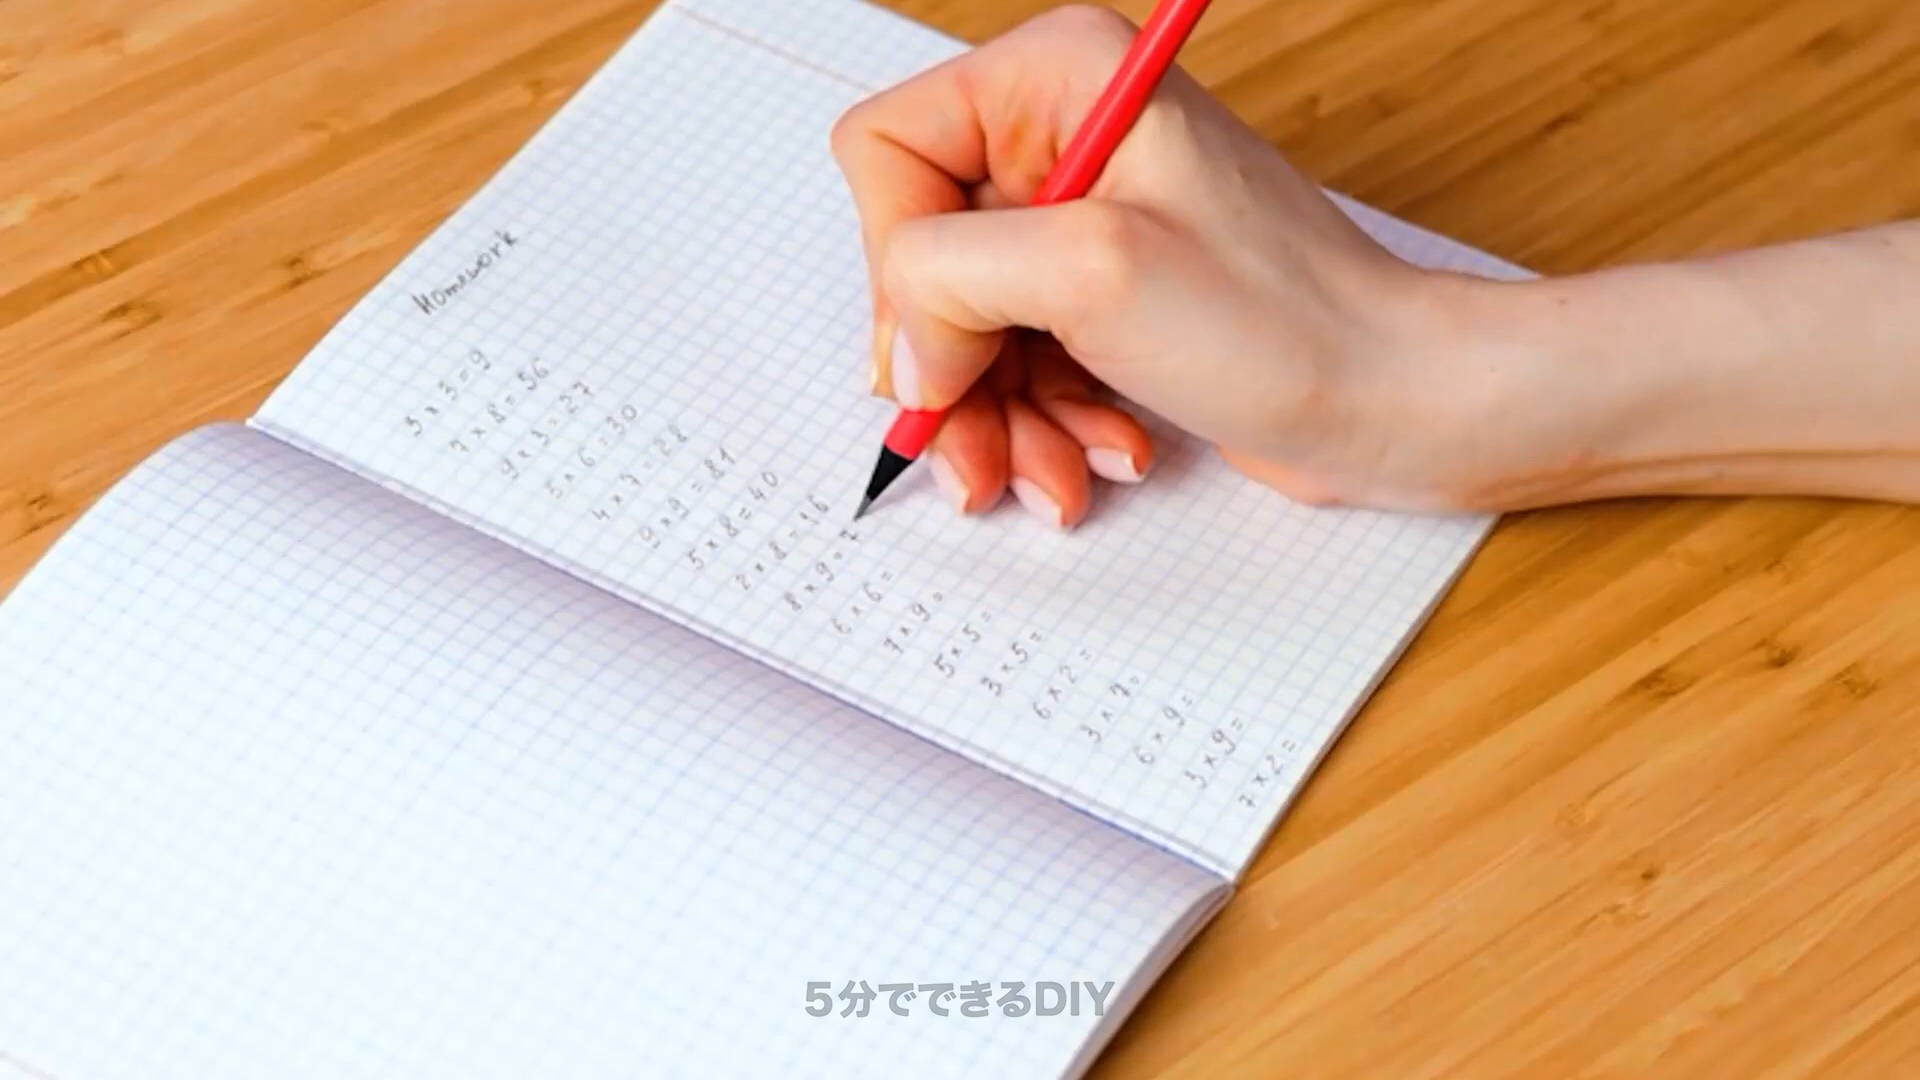 Homework
3 x 3 = 9
7 x 8 = 56
9 x 3 = 27
5 x 6 = 30
4 x 7 = 28
9 x 9 = 81
5 x 8 = 40
2 x 8 = 16
8 x 9 = 7
6 x 6 =
7 x 9 =
5 x 5 =
3 x 5 =
6 x 2 =
3 x 7 =
6 x 9 =
3 x 9 =
7 x 2 =
5分でできるDIY